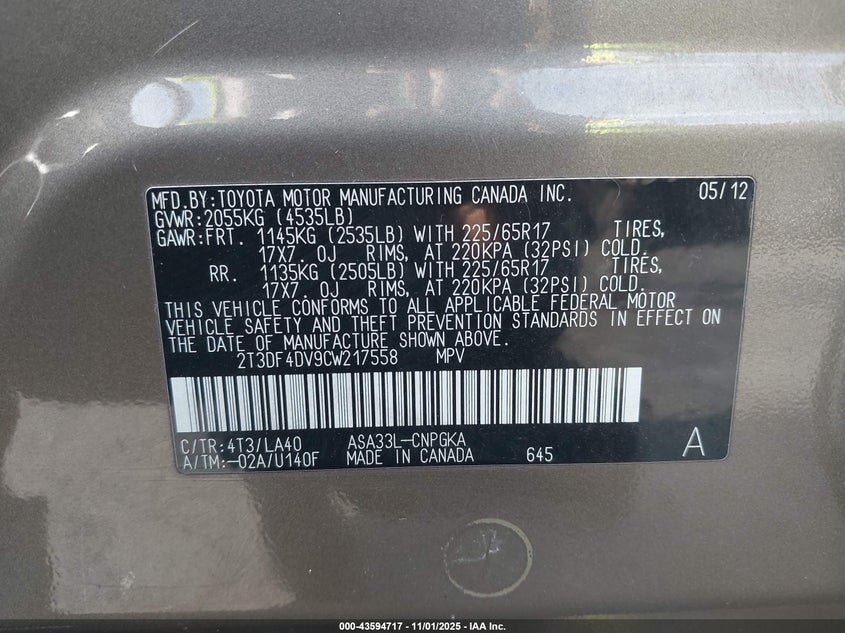 MFD.BY:TOYOTA MOTOR MANUFACTURING CANADA INC. 05/12
GVWR:2055KG (4535LB)
GAWR:FRT. 1145KG (2535LB) WITH 225/65R17 TIRES,
17X7. 0J RIMS, AT 220KPA (32PSI) COLD.
RR. 1135KG (2505LB) WITH 225/65R17 TIRES,
17X7. 0J RIMS, AT 220KPA (32PSI) COLD.
THIS VEHICLE CONFORMS TO ALL APPLICABLE FEDERAL MOTOR
VEHICLE SAFETY AND THEFT PREVENTION STANDARDS IN EFFECT ON
THE DATE OF MANUFACTURE SHOWN ABOVE.
2T3DF4DV9CW217558 MPV
C/TR:4T3/LA40 ASA33L-CNPGKA
A/TM:-02A/U140F MADE IN CANADA 645 A
000-43594717 - 11/01/2025 - IAA Inc.